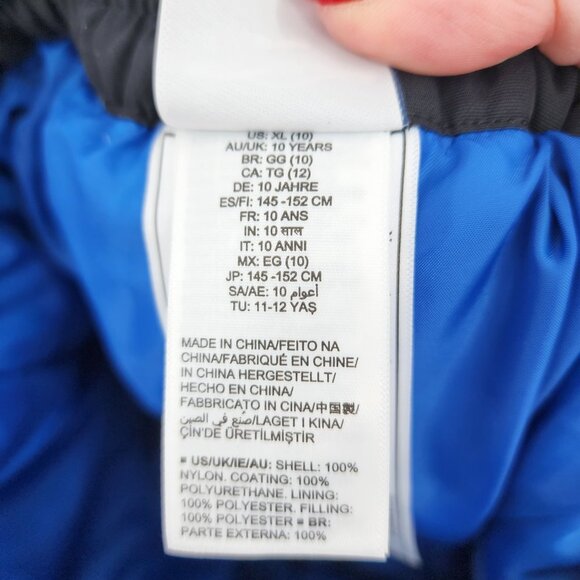 US: XL (10)
AU/UK: 10 YEARS
BR: GG (10)
CA: TG (12)
DE: 10 JAHRE
ES/FI: 145 -152 CM
FR: 10 ANS
IN: 10 साल
IT: 10 ANNI
MX: EG (10)
JP: 145 -152 CM
SA/AE: 10 أعوام
TU: 11-12 YAŞ
MADE IN CHINA/FEITO NA
CHINA/FABRIQUÉ EN CHINE/
IN CHINA HERGESTELLT/
HECHO EN CHINA/
FABBRICATO IN CINA/中国製/
صنع في الصين/LAGET I KINA/
ÇİN'DE ÜRETİLMİŞTİR
# US/UK/IE/AU: SHELL: 100%
NYLON. COATING: 100%
POLYURETHANE. LINING:
100% POLYESTER. FILLING:
100% POLYESTER # BR:
PARTE EXTERNA: 100%